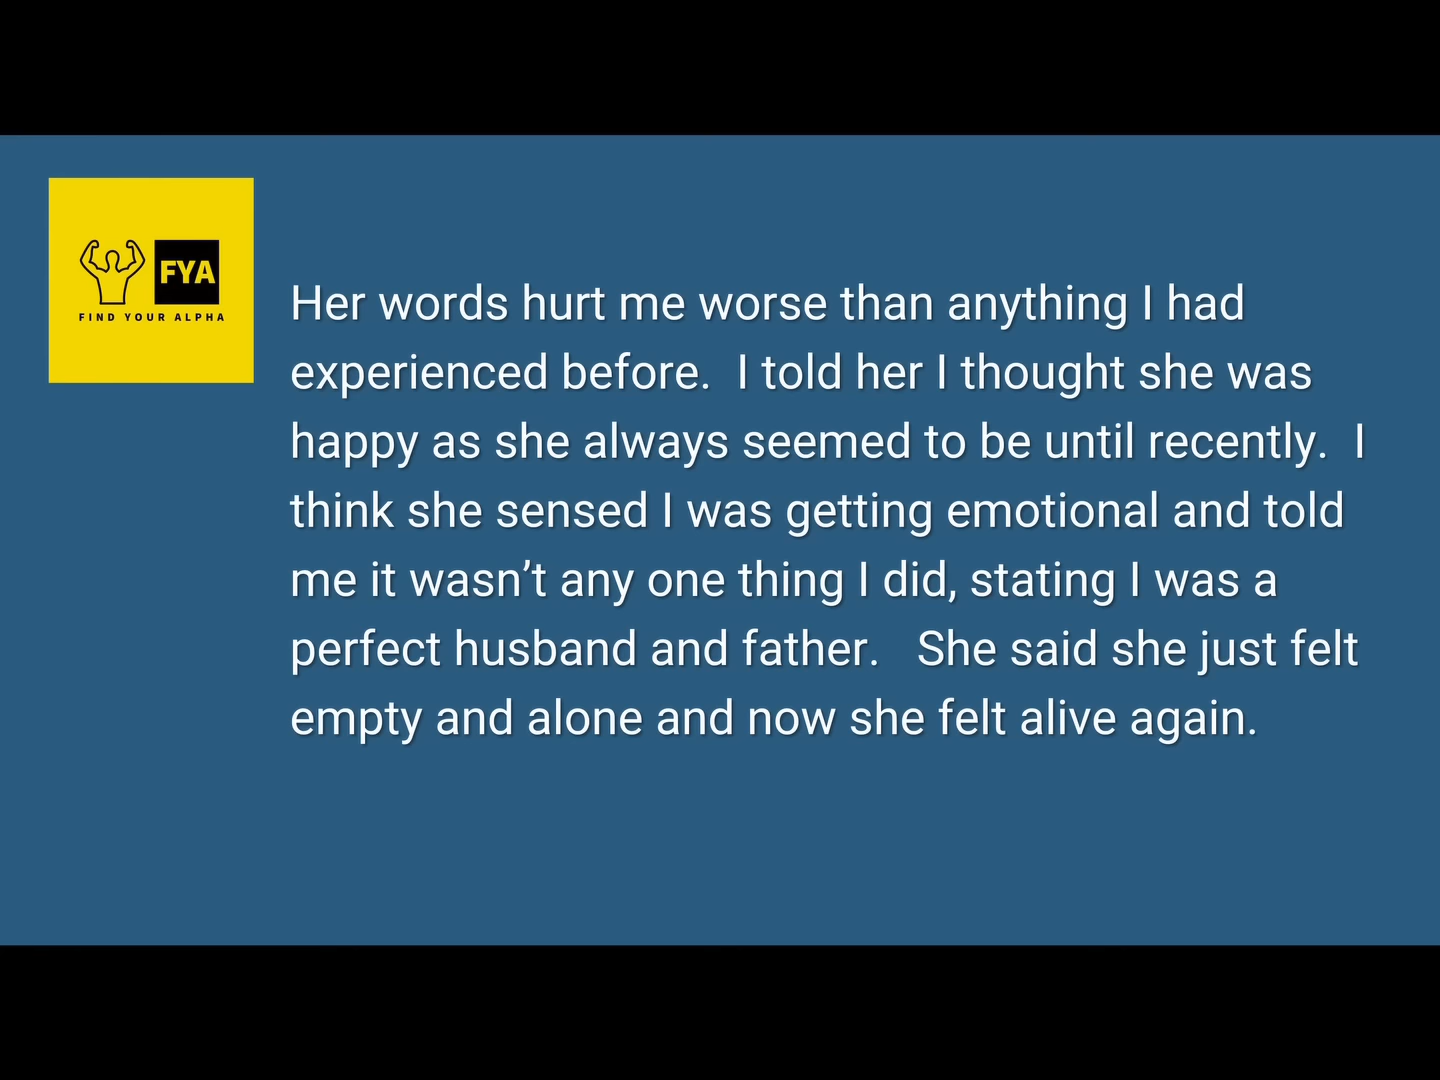 FYA
FIND YOUR ALPHA
Her words hurt me worse than anything I had
experienced before.  I told her I thought she was
happy as she always seemed to be until recently.  I
think she sensed I was getting emotional and told
me it wasn’t any one thing I did, stating I was a
perfect husband and father.   She said she just felt
empty and alone and now she felt alive again.